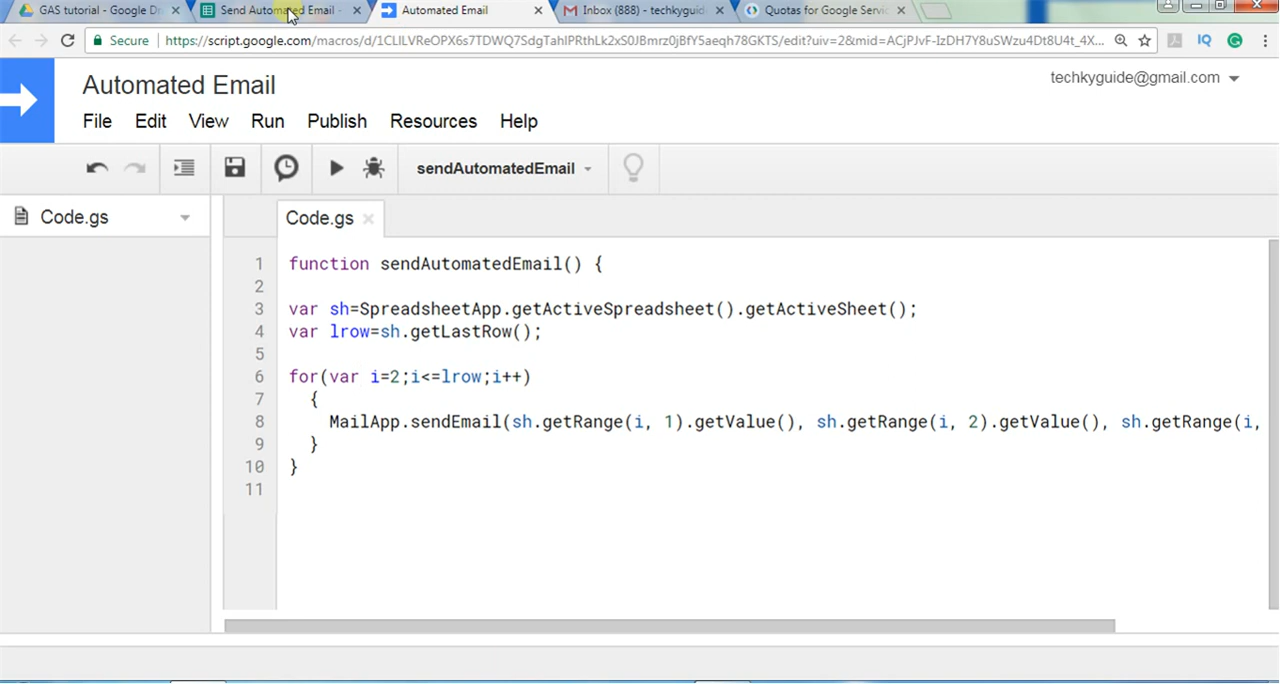 GAS tutorial - Google Dr
Send Automated Email -
Automated Email
Inbox (888) - techkyguid
Quotas for Google Servic
Secure
https://script.google.com/macros/d/1CLILVReOPX6s7TDWQ7SdgTahlPRthLk2xS0JBmrz0jBfY5aeqh78GKTS/edit?uiv=2&mid=ACjPJvF-IzDH7Y8uSWzu4Dt8U4t_4X...
IQ
Automated Email
techkyguide@gmail.com
File Edit View Run Publish Resources Help
sendAutomatedEmail
Code.gs
Code.gs
1 function sendAutomatedEmail() {
2
3 var sh=SpreadsheetApp.getActiveSpreadsheet().getActiveSheet();
4 var lrow=sh.getLastRow();
5
6 for(var i=2;i<=lrow;i++)
7 {
8 MailApp.sendEmail(sh.getRange(i, 1).getValue(), sh.getRange(i, 2).getValue(), sh.getRange(i,
9 }
10 }
11